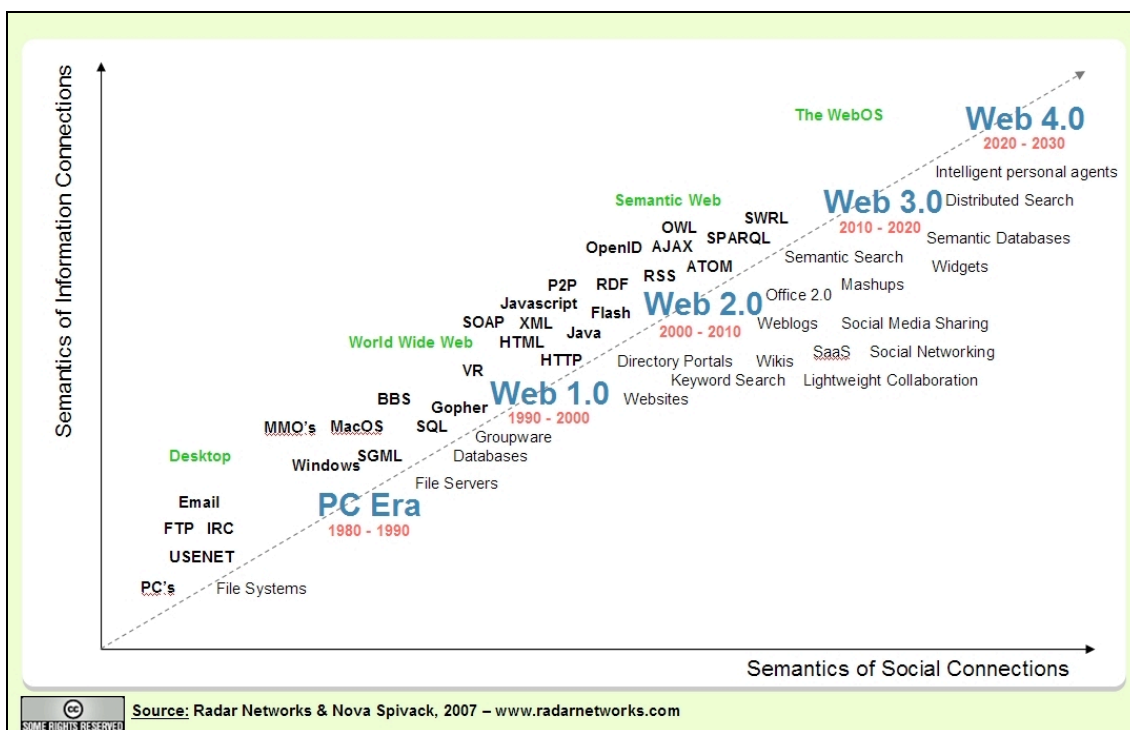 Semantics of Information Connections
The WebOS
Web 4.0
2020 - 2030
Intelligent personal agents
Semantic Web
Web 3.0
Distributed Search
2010 - 2020
SWRL
OWL
SPARQL
OpenID
AJAX
Semantic Databases
Semantic Search
ATOM
Widgets
RSS
P2P
RDF
Mashups
Office 2.0
Javascript
Web 2.0
2000 - 2010
Flash
SOAP
XML
Java
Weblogs
Social Media Sharing
World Wide Web
HTML
HTTP
Directory Portals
Wikis
SaaS
Social Networking
VR
Keyword Search
Lightweight Collaboration
Web 1.0
1990 - 2000
Websites
BBS
Gopher
MMO's
MacOS
SQL
Groupware
Desktop
Windows
SGML
Databases
File Servers
Email
PC Era
1980 - 1990
FTP
IRC
USENET
PC's
File Systems
Semantics of Social Connections
cc
SOME RIGHTS RESERVED
Source: Radar Networks & Nova Spivack, 2007 – www.radarnetworks.com